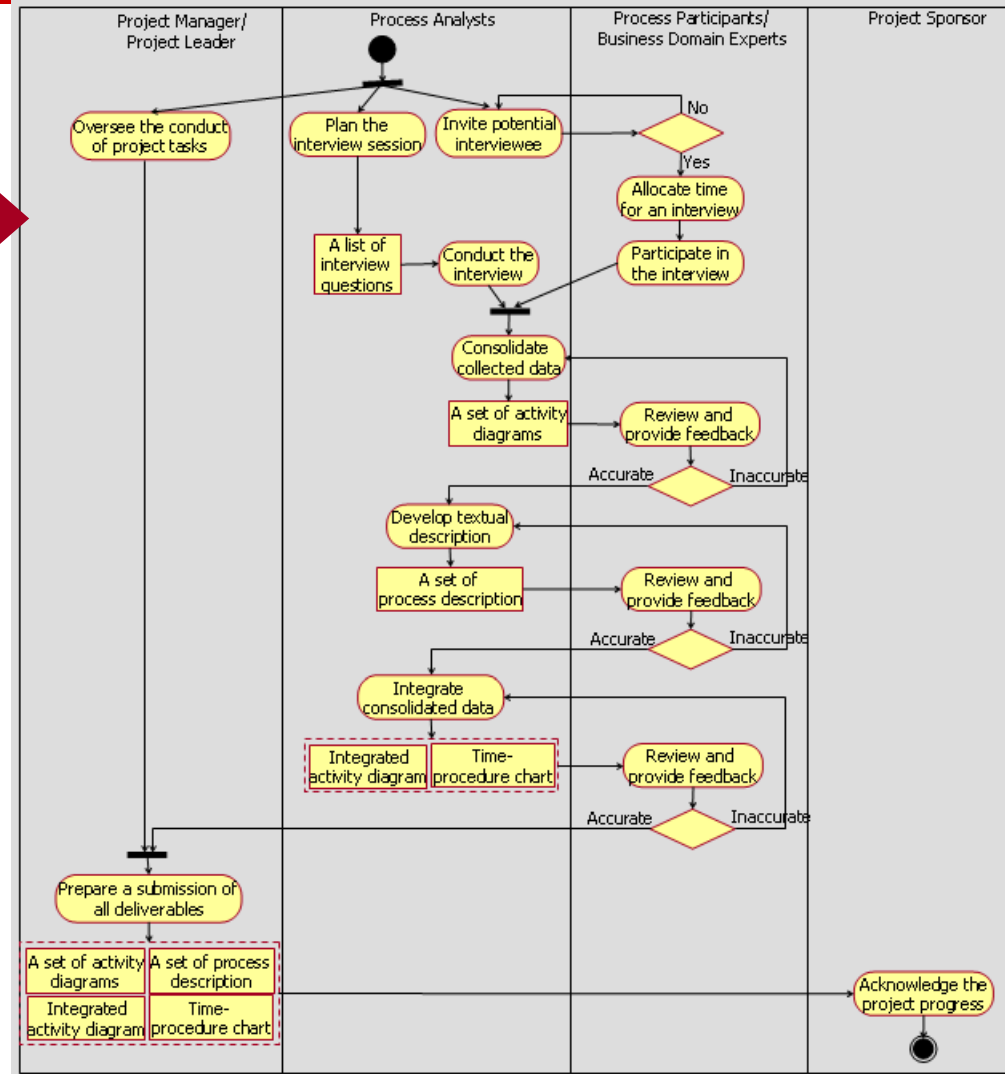 Project Manager/
Project Leader
Process Analysts
Process Participants/
Business Domain Experts
Project Sponsor
Oversee the conduct
of project tasks
Plan the
interview session
Invite potential
interviewee
No
Yes
Allocate time
for an interview
A list of
interview
questions
Conduct the
interview
Participate in
the interview
Consolidate
collected data
A set of activity
diagrams
Review and
provide feedback
Accurate
Inaccurate
Develop textual
description
A set of
process description
Review and
provide feedback
Accurate
Inaccurate
Integrate
consolidated data
Integrated
activity diagram
Time-
procedure chart
Review and
provide feedback
Accurate
Inaccurate
Prepare a submission of
all deliverables
A set of activity
diagrams
A set of process
description
Integrated
activity diagram
Time-
procedure chart
Acknowledge the
project progress